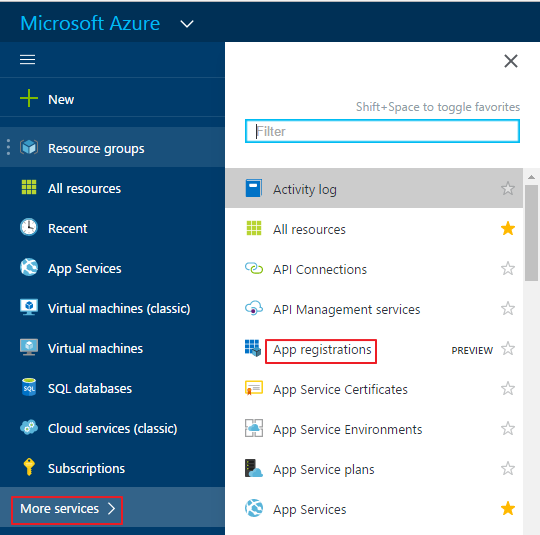 Microsoft Azure
New
Resource groups
All resources
Recent
App Services
Virtual machines (classic)
Virtual machines
SQL databases
Cloud services (classic)
Subscriptions
More services
Shift+Space to toggle favorites
Filter
Activity log
All resources
API Connections
API Management services
App registrations PREVIEW
App Service Certificates
App Service Environments
App Service plans
App Services